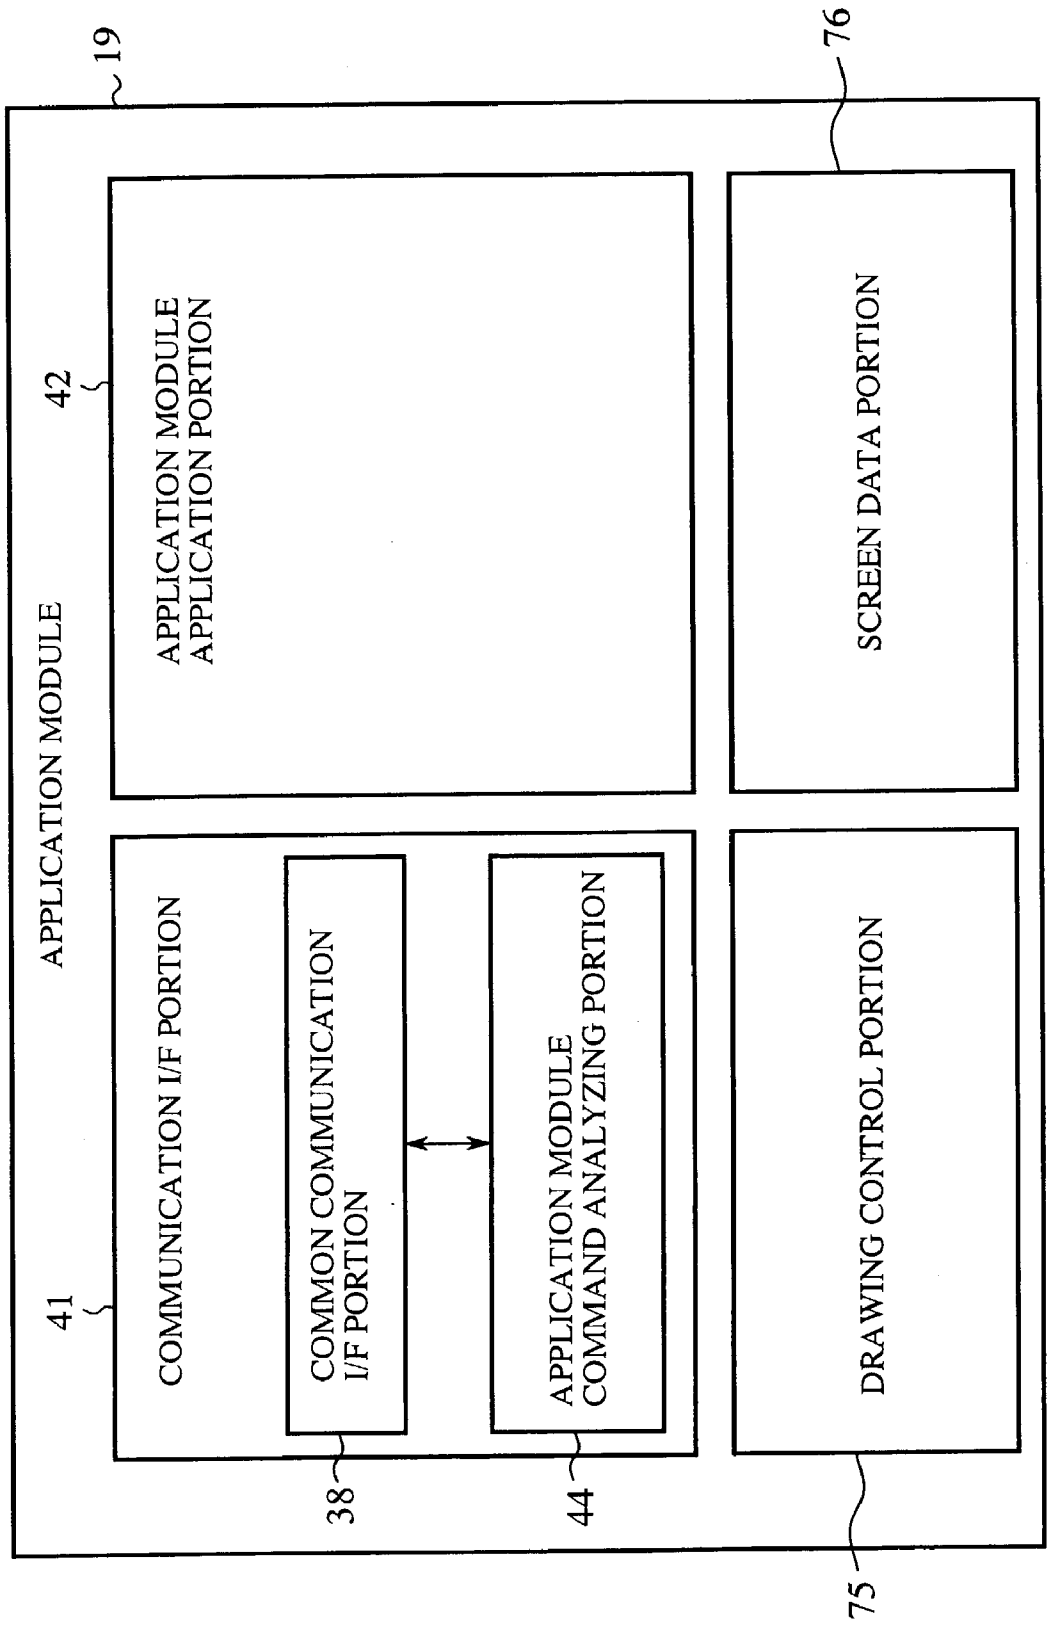 APPLICATION MODULE
19
41
COMMUNICATION I/F PORTION
38
COMMON COMMUNICATION
I/F PORTION
44
APPLICATION MODULE
COMMAND ANALYZING PORTION
42
APPLICATION MODULE
APPLICATION PORTION
75
DRAWING CONTROL PORTION
SCREEN DATA PORTION
76